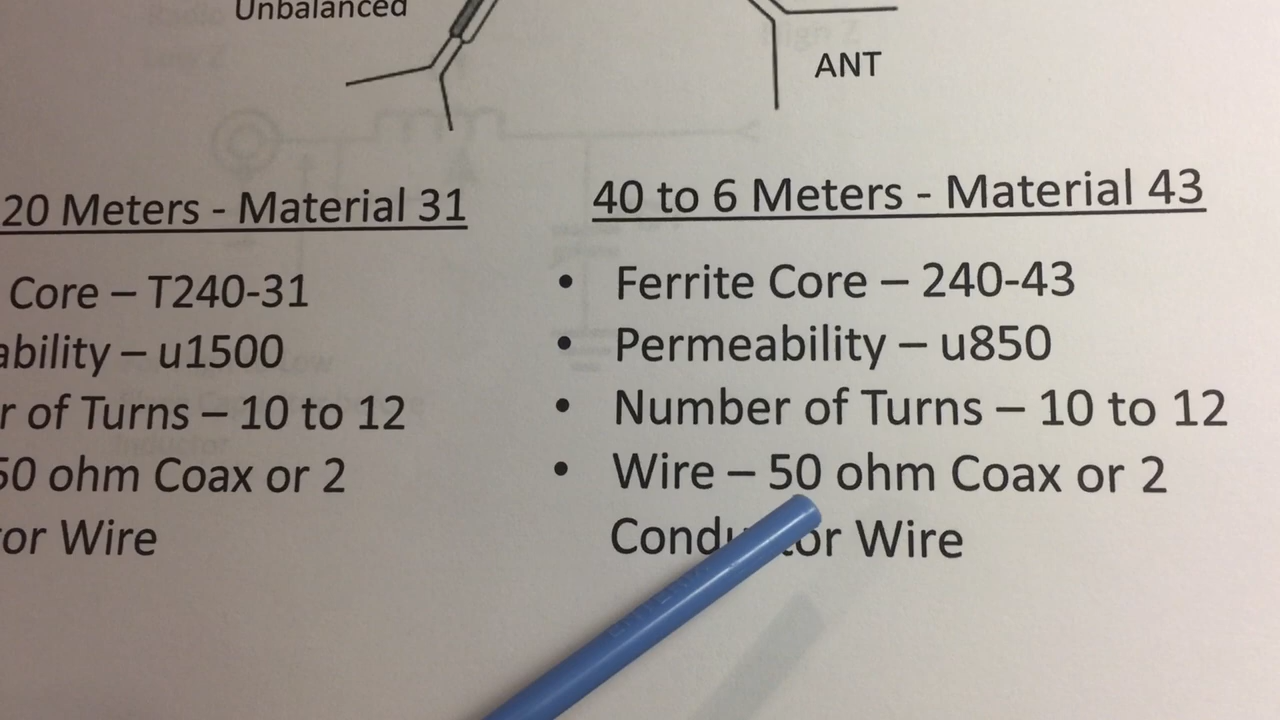 Unbalanced
ANT
20 Meters - Material 31
Core – T240-31
ability – u1500
r of Turns – 10 to 12
50 ohm Coax or 2
or Wire
40 to 6 Meters - Material 43
• Ferrite Core – 240-43
• Permeability – u850
• Number of Turns – 10 to 12
• Wire – 50 ohm Coax or 2
Conductor Wire